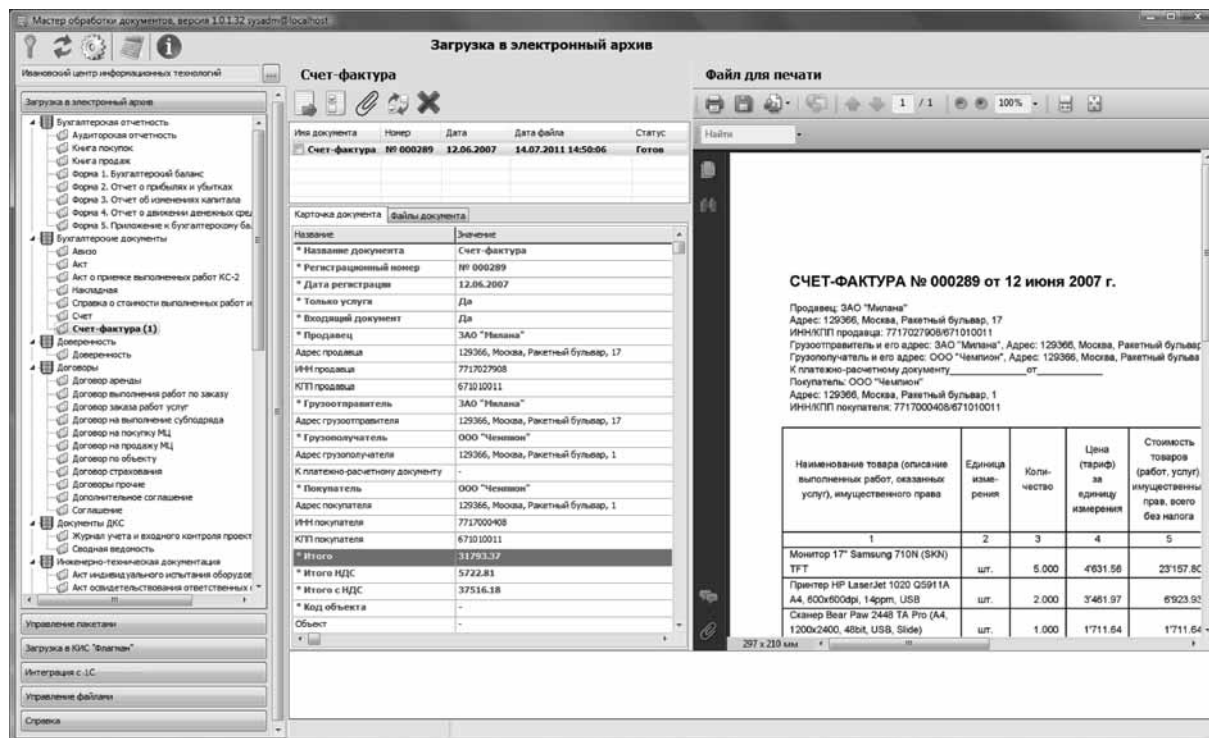 Мастер обработки документов, версия 1.0.1.32 sysadm@localhost
Загрузка в электронный архив
Ивановский центр информационных технологий
...
Загрузка в электронный архив
Бухгалтерская отчетность
Аудиторская отчетность
Книга покупок
Книга продаж
Форма 1. Бухгалтерский баланс
Форма 2. Отчет о прибылях и убытках
Форма 3. Отчет об изменениях капитала
Форма 4. Отчет о движении денежных сред
Форма 5. Приложение к бухгалтерскому ба.
Бухгалтерские документы
Авизо
Акт
Акт о приемке выполненных работ КС-2
Накладная
Справка о стоимости выполненных работ и
Счет
Счет-фактура (1)
Доверенность
Доверенность
Договоры
Договор аренды
Договор выполнения работ по заказу
Договор заказа работ услуг
Договор на выполнение субподряда
Договор на покупку МЦ
Договор на продажу МЦ
Договор по объекту
Договор страхования
Договоры прочие
Дополнительное соглашение
Соглашение
Документы ДКС
Журнал учета и входного контроля проект
Сводная ведомость
Инженерно-техническая документация
Акт индивидуального испытания оборудов
Акт освидетельствования ответственных
Управление пакетами
Загрузка в КИС "Флагман"
Интеграция с 1С
Управление файлами
Справка
Счет-фактура
Имя документа Номер Дата Дата файла Статус
Счет-фактура № 000289 12.06.2007 14.07.2011 14:50:06 Готов
Карточка документа Файлы документа
Название Значение
* Название документа Счет-фактура
* Регистрационный номер № 000289
* Дата регистрации 12.06.2007
* Только услуги Да
* Входящий документ Да
* Продавец ЗАО "Милана"
Адрес продавца 129366, Москва, Ракетный бульвар, 17
ИНН продавца 7717027908
КПП продавца 671010011
* Грузоотправитель ЗАО "Милана"
Адрес грузоотправителя 129366, Москва, Ракетный бульвар, 17
* Грузополучатель ООО "Чемпион"
Адрес грузополучателя 129366, Москва, Ракетный бульвар, 1
К платежно-расчетному документу -
* Покупатель ООО "Чемпион"
Адрес покупателя 129366, Москва, Ракетный бульвар, 1
ИНН покупателя 7717000408
КПП покупателя 671010011
* Итого 31793.37
* Итого НДС 5722.81
* Итого с НДС 37516.18
* Код объекта -
Объект -
Файл для печати
1 / 1 100%
Найти
СЧЕТ-ФАКТУРА № 000289 от 12 июня 2007 г.
Продавец: ЗАО "Милана"
Адрес: 129366, Москва, Ракетный бульвар, 17
ИНН/КПП продавца: 7717027908/671010011
Грузоотправитель и его адрес: ЗАО "Милана", Адрес: 129366, Москва, Ракетный бульвар
Грузополучатель и его адрес: ООО "Чемпион", Адрес: 129366, Москва, Ракетный бульва
К платежно-расчетному документу____________от__________
Покупатель: ООО "Чемпион"
Адрес: 129366, Москва, Ракетный бульвар, 1
ИНН/КПП покупателя: 7717000408/671010011
Наименование товара (описание выполненных работ, оказанных услуг), имущественного права
Единица изме-рения
Коли-чество
Цена (тариф) за единицу измерения
Стоимость товаров (работ, услуг), имущественны прав, всего без налога
1 2 3 4 5
Монитор 17" Samsung 710N (SKN) TFT шт. 5.000 4'631.56 23'157.80
Принтер HP LaserJet 1020 Q5911A A4, 600x600dpi, 14ppm, USB шт. 2.000 3'461.97 6'923.93
Сканер Bear Paw 2448 TA Pro (A4, 1200x2400, 48bit, USB, Slide) шт. 1.000 1'711.64 1'711.64
297 x 210 мм